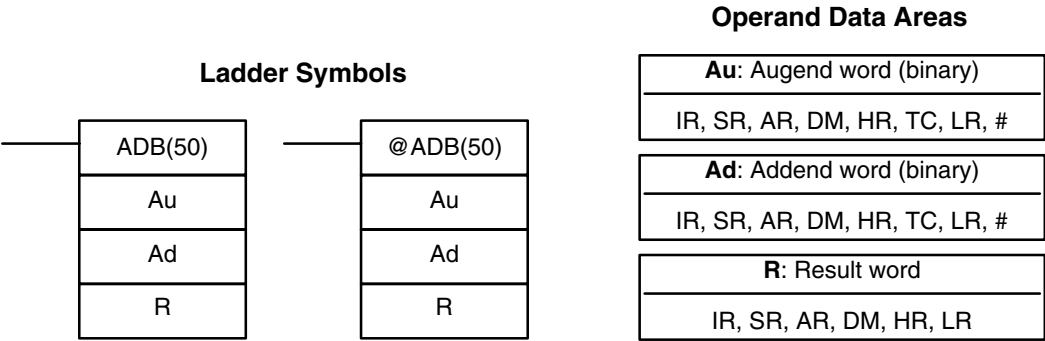 Ladder Symbols
ADB(50)
Au
Ad
R
@ADB(50)
Au
Ad
R
Operand Data Areas
Au: Augend word (binary)
IR, SR, AR, DM, HR, TC, LR, #
Ad: Addend word (binary)
IR, SR, AR, DM, HR, TC, LR, #
R: Result word
IR, SR, AR, DM, HR, LR